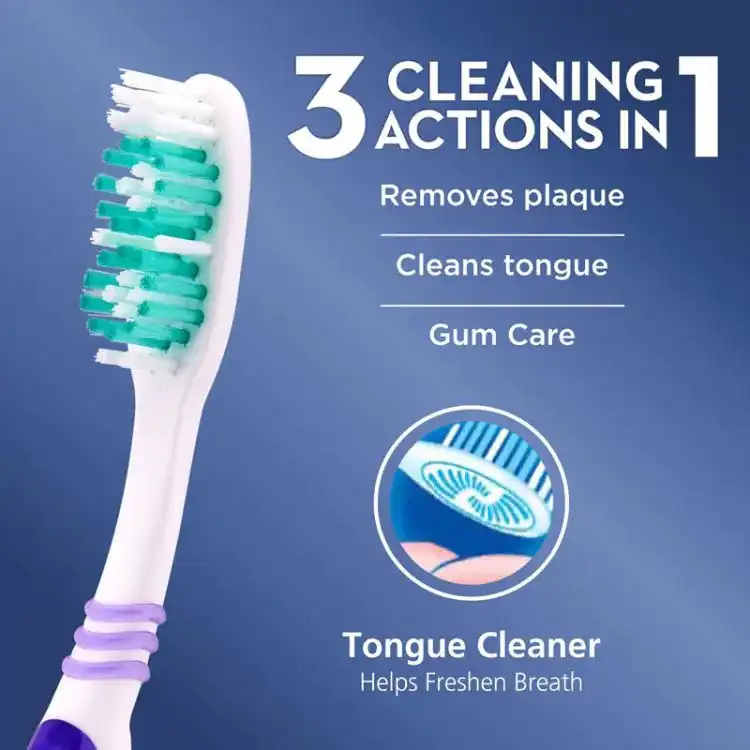 3 CLEANING 1
ACTIONS IN
Removes plaque
Cleans tongue
Gum Care
Tongue Cleaner
Helps Freshen Breath